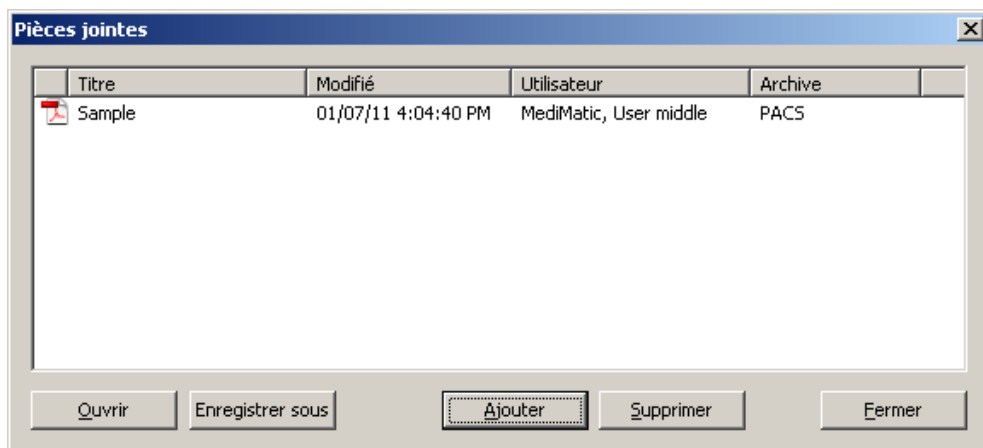 Pièces jointes
Titre Modifié Utilisateur Archive
Sample 01/07/11 4:04:40 PM MediMatic, User middle PACS
Ouvrir Enregistrer sous Ajouter Supprimer Fermer